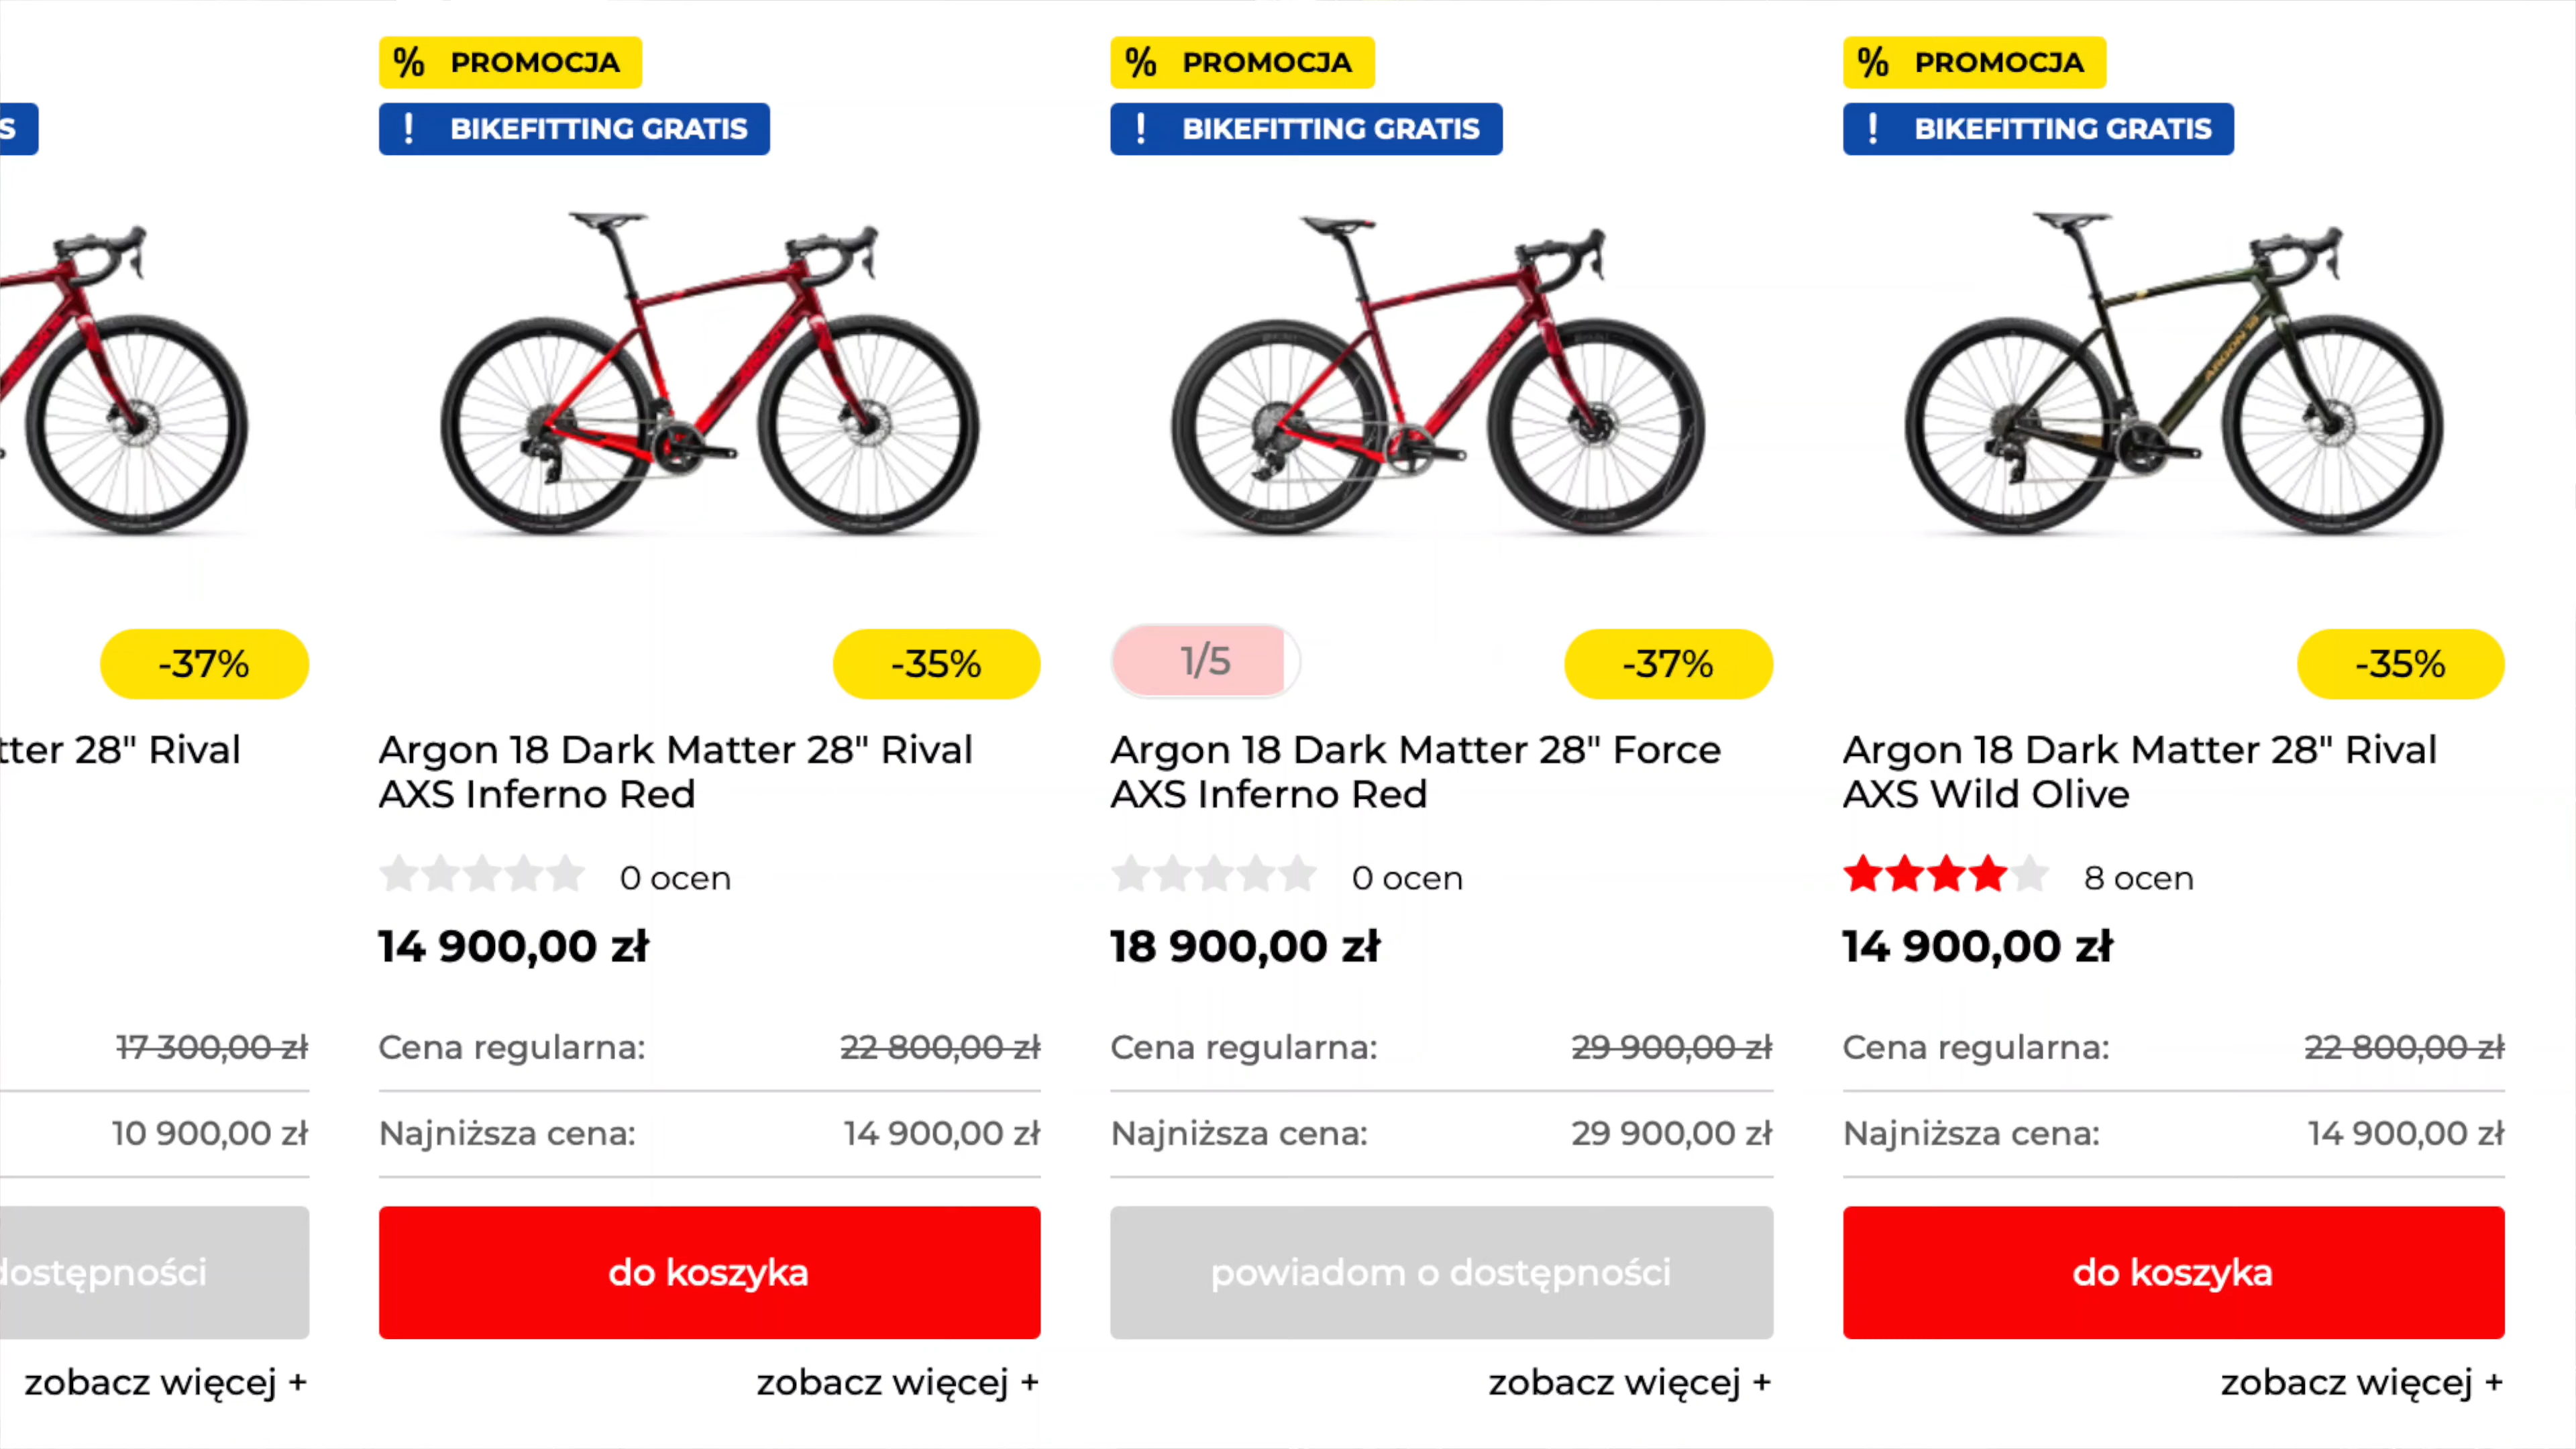 S
-37%
tter 28" Rival
17 300,00 zł
10 900,00 zł
dostępności
zobacz więcej +
% PROMOCJA
! BIKEFITTING GRATIS
-35%
Argon 18 Dark Matter 28" Rival
AXS Inferno Red
0 ocen
14 900,00 zł
Cena regularna: 22 800,00 zł
Najniższa cena: 14 900,00 zł
do koszyka
zobacz więcej +
% PROMOCJA
! BIKEFITTING GRATIS
1/5 -37%
Argon 18 Dark Matter 28" Force
AXS Inferno Red
0 ocen
18 900,00 zł
Cena regularna: 29 900,00 zł
Najniższa cena: 29 900,00 zł
powiadom o dostępności
zobacz więcej +
% PROMOCJA
! BIKEFITTING GRATIS
ARGON 18
-35%
Argon 18 Dark Matter 28" Rival
AXS Wild Olive
8 ocen
14 900,00 zł
Cena regularna: 22 800,00 zł
Najniższa cena: 14 900,00 zł
do koszyka
zobacz więcej +